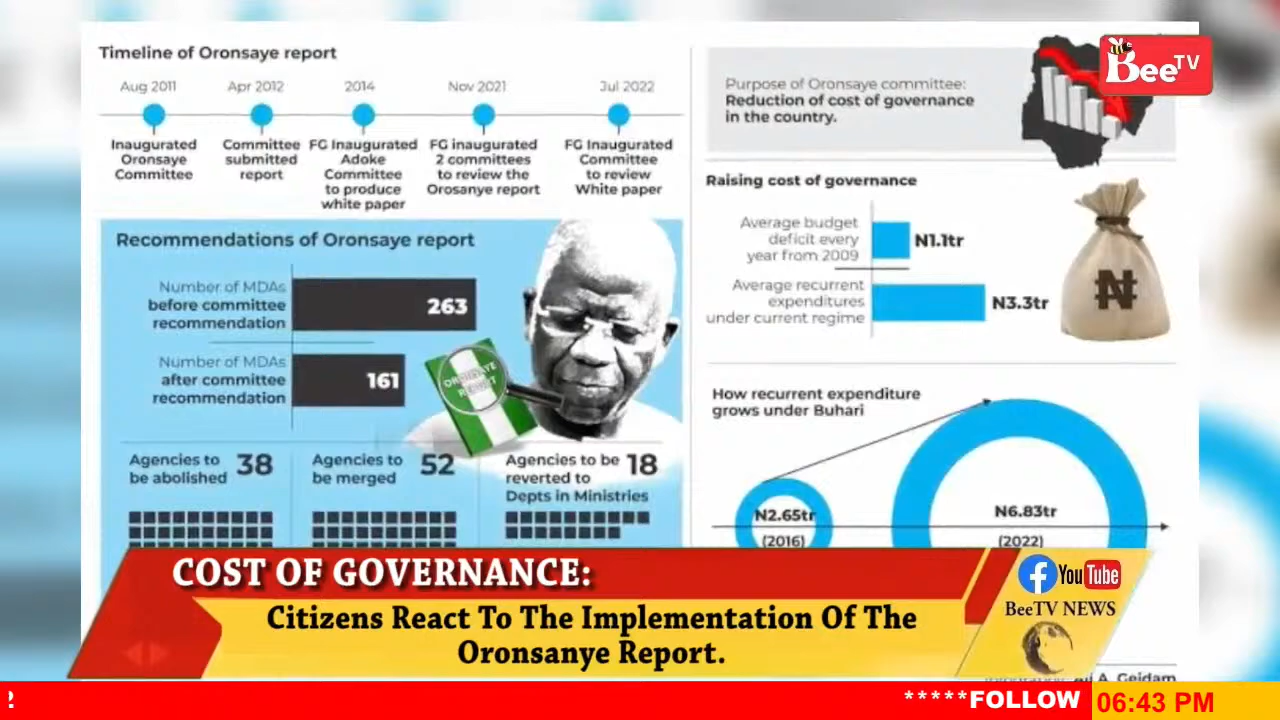 Timeline of Oronsaye report
Aug 2011
Apr 2012
2014
Nov 2021
Jul 2022
Inaugurated
Oronsaye
Committee
Committee
submitted
report
FG Inaugurated
Adoke
Committee
to produce
white paper
FG inaugurated
2 committees
to review the
Orosanye report
FG Inaugurated
Committee
to review
White paper
Recommendations of Oronsaye report
Number of MDAs
before committee
recommendation
263
Number of MDAs
after committee
recommendation
161
ORONSAYE
REPORT
Agencies to
be abolished
38
Agencies to
be merged
52
Agencies to be
reverted to
Depts in Ministries
18
Purpose of Oronsaye committee:
Reduction of cost of governance
in the country.
Bee TV
Raising cost of governance
Average budget
deficit every
year from 2009
N1.1tr
Average recurrent
expenditures
under current regime
N3.3tr
₦
How recurrent expenditure
grows under Buhari
N2.65tr
(2016)
N6.83tr
(2022)
COST OF GOVERNANCE:
Citizens React To The Implementation Of The
Oronsanye Report.
YouTube
BeeTV NEWS
A. Geidam
*****FOLLOW
06:43 PM